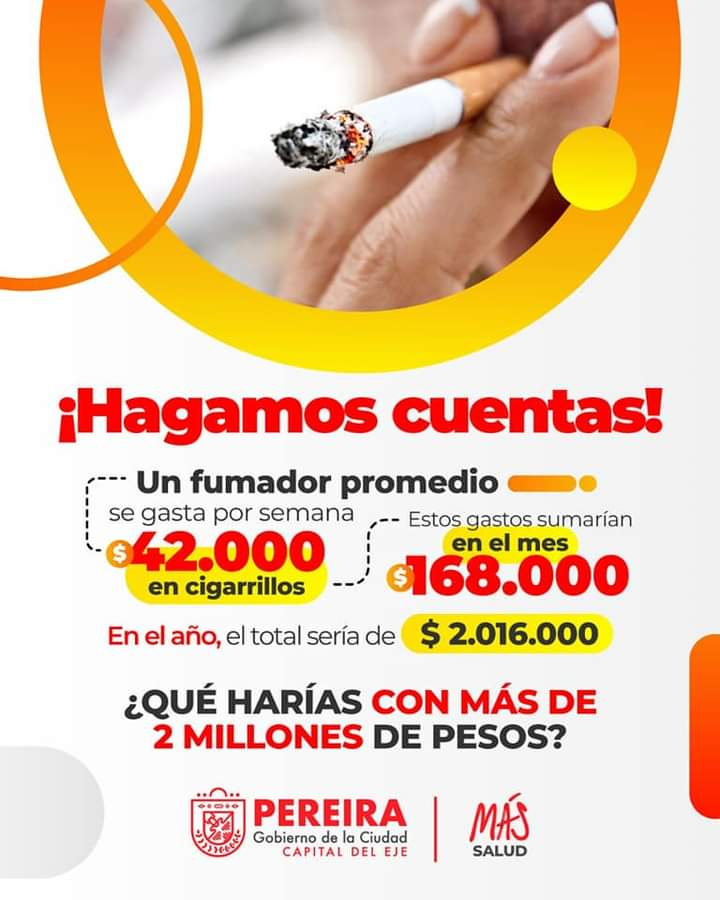 ¡Hagamos cuentas!
Un fumador promedio
se gasta por semana
$42.000
en cigarrillos
Estos gastos sumarían
en el mes
$168.000
En el año, el total sería de $ 2.016.000
¿QUÉ HARÍAS CON MÁS DE
2 MILLONES DE PESOS?
PEREIRA
Gobierno de la Ciudad
CAPITAL DEL EJE
MÁS
SALUD